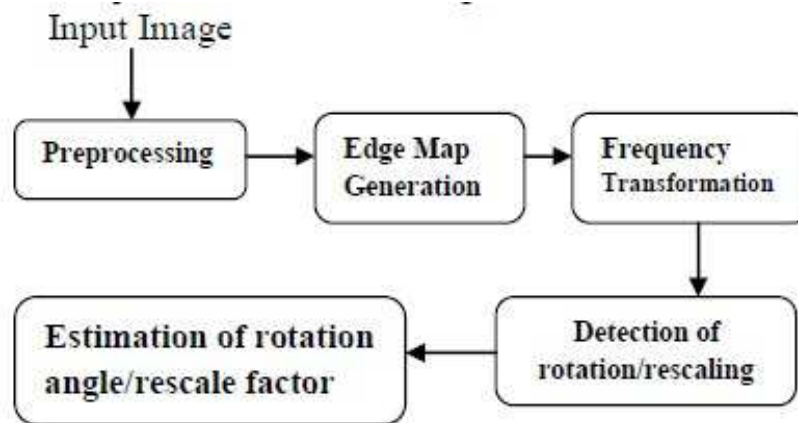 Input Image
Preprocessing
Edge Map
Generation
Frequency
Transformation
Detection of
rotation/rescaling
Estimation of rotation
angle/rescale factor